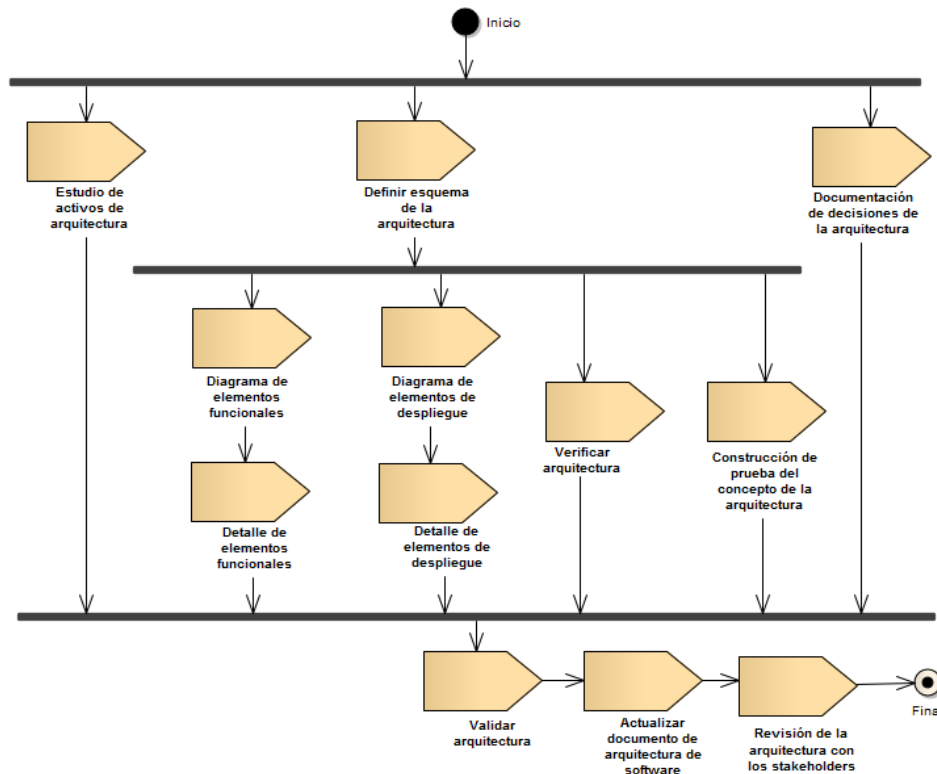 Inicio
Estudio de
activos de
arquitectura
Definir esquema
de la
arquitectura
Documentación
de decisiones de
la arquitectura
Diagrama de
elementos
funcionales
Diagrama de
elementos de
despliegue
Verificar
arquitectura
Construcción de
prueba del
concepto de la
arquitectura
Detalle de
elementos
funcionales
Detalle de
elementos de
despliegue
Validar
arquitectura
Actualizar
documento de
arquitectura de
software
Revisión de la
arquitectura con
los stakeholders
Final